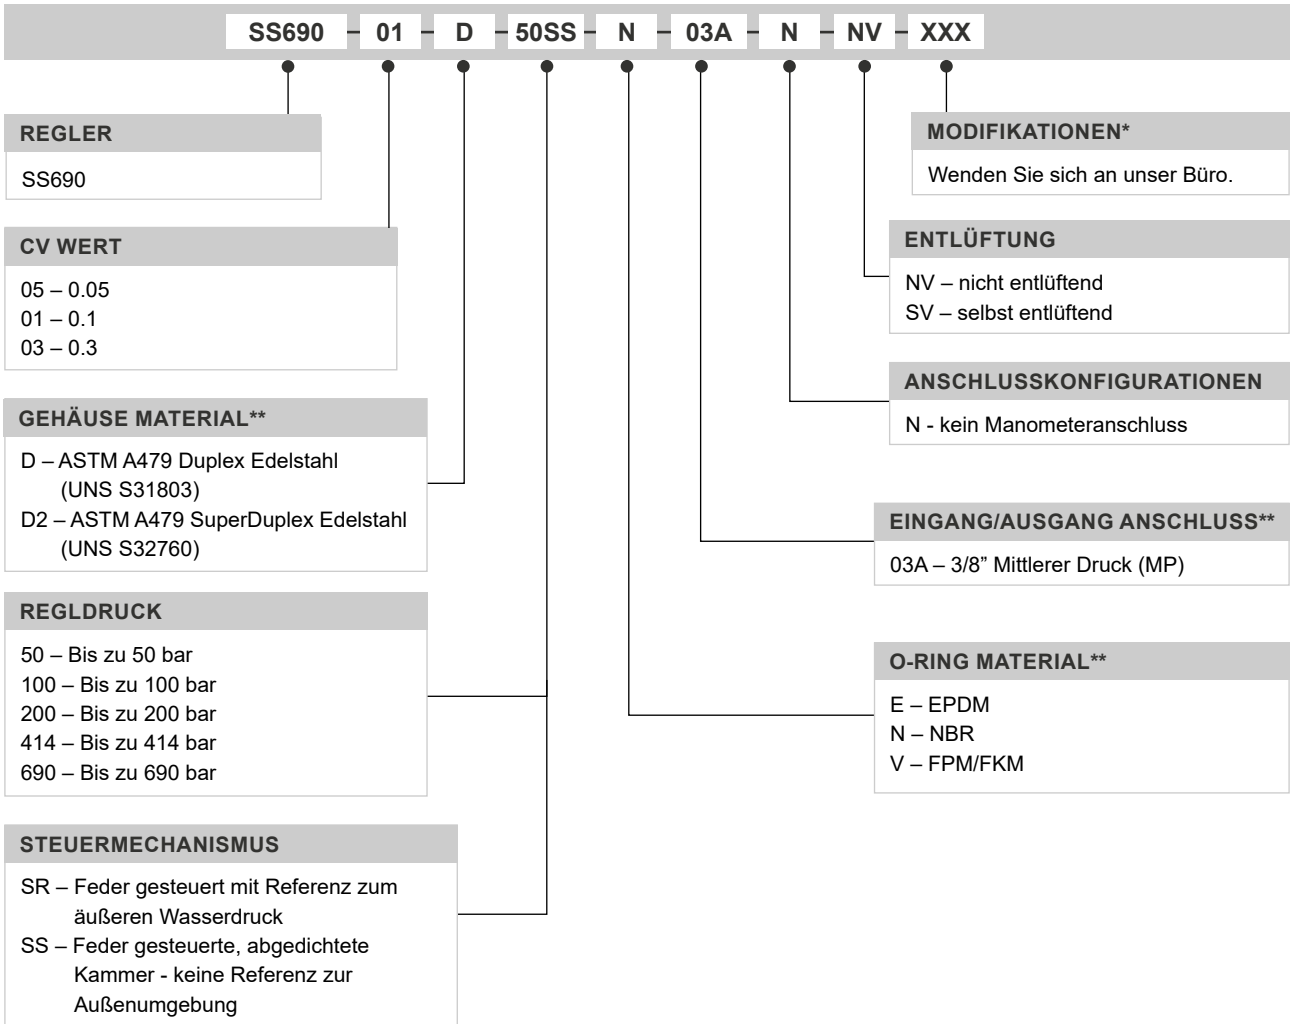 SS690 – 01 – D – 50SS – N – 03A – N – NV – XXX
REGLER
SS690
CV WERT
05 – 0.05
01 – 0.1
03 – 0.3
GEHÄUSE MATERIAL**
D – ASTM A479 Duplex Edelstahl
(UNS S31803)
D2 – ASTM A479 SuperDuplex Edelstahl
(UNS S32760)
REGLDRUCK
50 – Bis zu 50 bar
100 – Bis zu 100 bar
200 – Bis zu 200 bar
414 – Bis zu 414 bar
690 – Bis zu 690 bar
STEUERMECHANISMUS
SR – Feder gesteuert mit Referenz zum
äußeren Wasserdruck
SS – Feder gesteuerte, abgedichtete
Kammer - keine Referenz zur
Außenumgebung
MODIFIKATIONEN*
Wenden Sie sich an unser Büro.
ENTLÜFTUNG
NV – nicht entlüftend
SV – selbst entlüftend
ANSCHLUSSKONFIGURATIONEN
N - kein Manometeranschluss
EINGANG/AUSGANG ANSCHLUSS**
03A – 3/8” Mittlerer Druck (MP)
O-RING MATERIAL**
E – EPDM
N – NBR
V – FPM/FKM